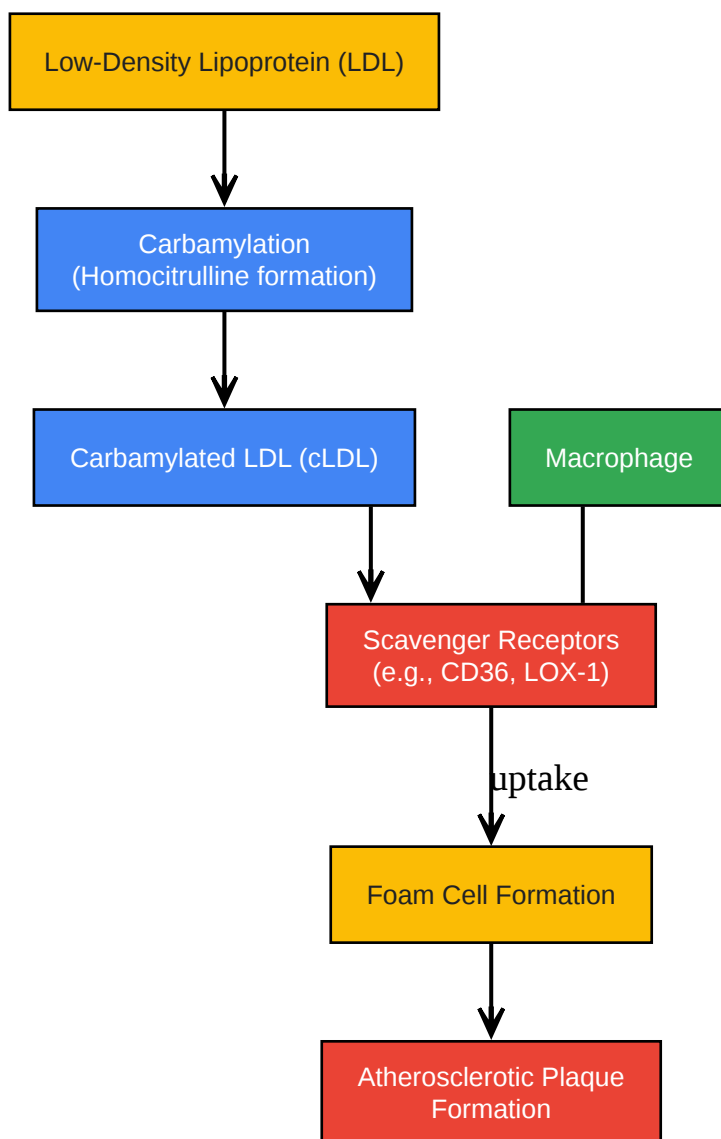 Low-Density Lipoprotein (LDL)
Carbamylation
(Homocitrulline formation)
Carbamylated LDL (cLDL)
Macrophage
Scavenger Receptors
(e.g., CD36, LOX-1)
uptake
Foam Cell Formation
Atherosclerotic Plaque
Formation